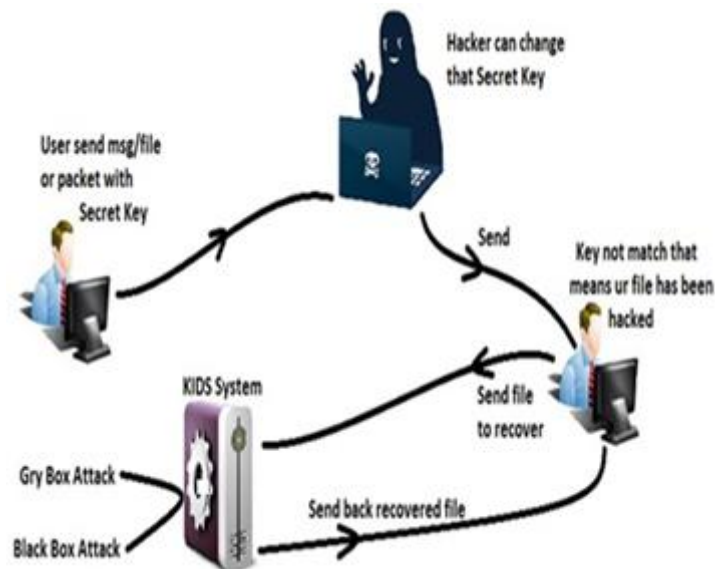 Hacker can change
that Secret Key
User send msg/file
or packet with
Secret Key
Send
Key not match that
means ur file has been
hacked
KIDS System
Send file
to recover
Gry Box Attack
Send back recovered file
Black Box Attack